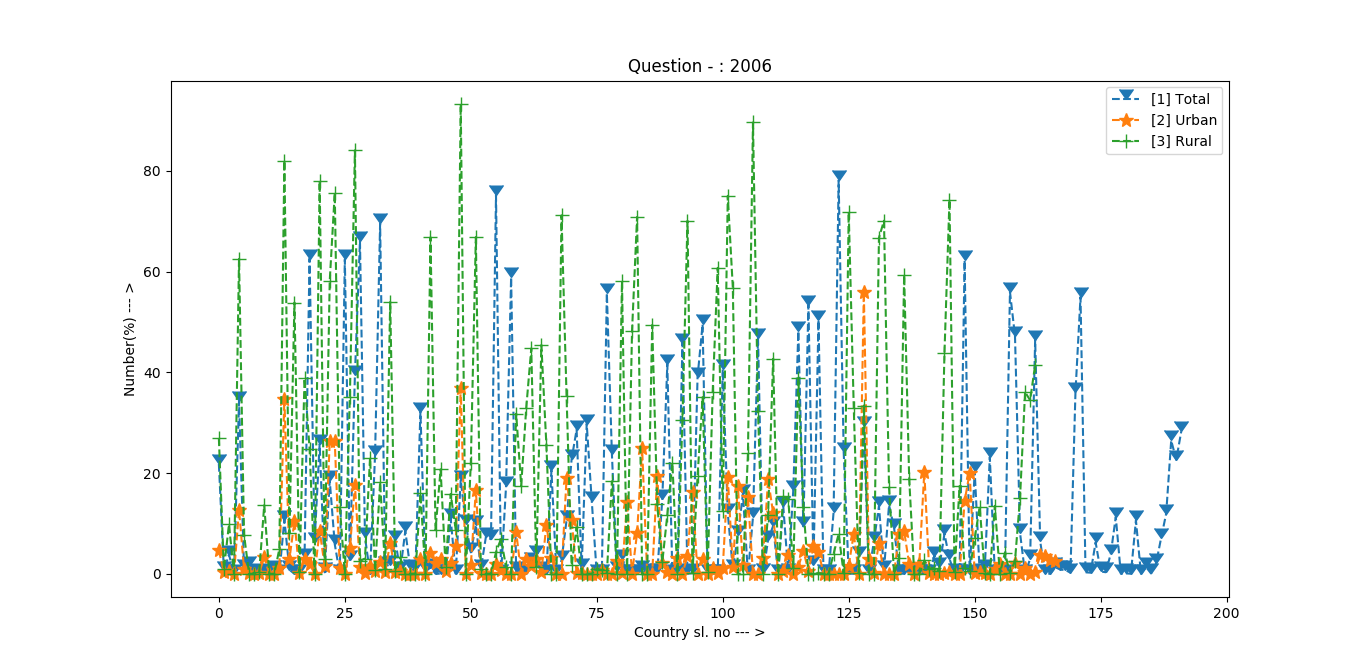 Question - : 2006
[1] Total
[2] Urban
[3] Rural
Number(%) --- >
80
60
40
20
0
0 25 50 75 100 125 150 175 200
Country sl. no --- >